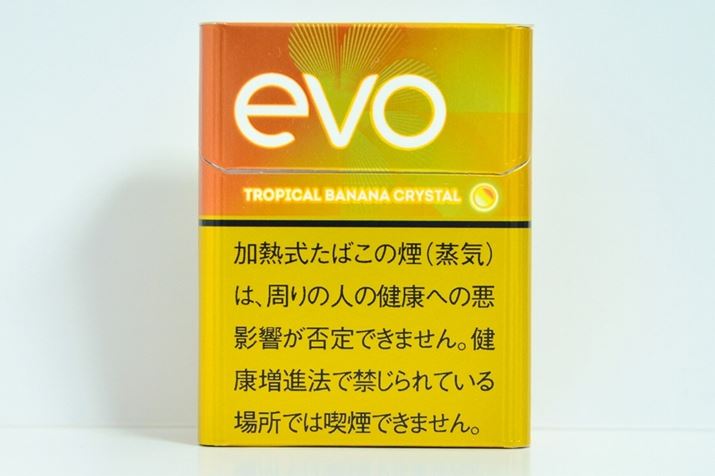 evo
TROPICAL BANANA CRYSTAL
加熱式たばこの煙（蒸気）
は、周りの人の健康への悪
影響が否定できません。健
康増進法で禁じられている
場所では喫煙できません。